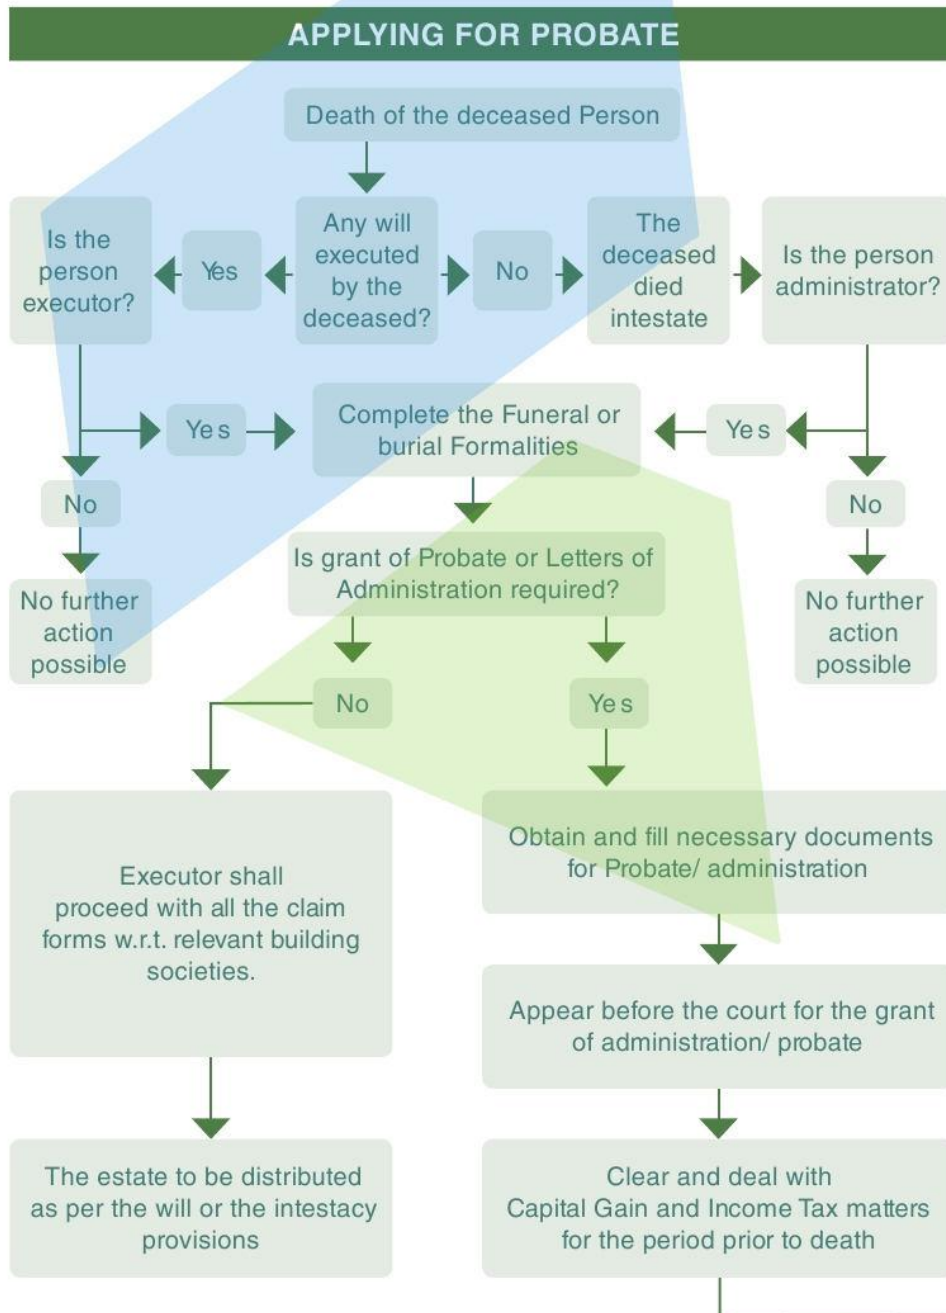 APPLYING FOR PROBATE
Death of the deceased Person
Is the
person
executor?
Yes
Any will
executed
by the
deceased?
No
The
deceased
died
intestate
Is the person
administrator?
Yes
Complete the Funeral or
burial Formalities
Yes
No
No
Is grant of Probate or Letters of
Administration required?
No further
action
possible
No further
action
possible
No
Yes
Executor shall
proceed with all the claim
forms w.r.t. relevant building
societies.
Obtain and fill necessary documents
for Probate/ administration
Appear before the court for the grant
of administration/ probate
The estate to be distributed
as per the will or the intestacy
provisions
Clear and deal with
Capital Gain and Income Tax matters
for the period prior to death